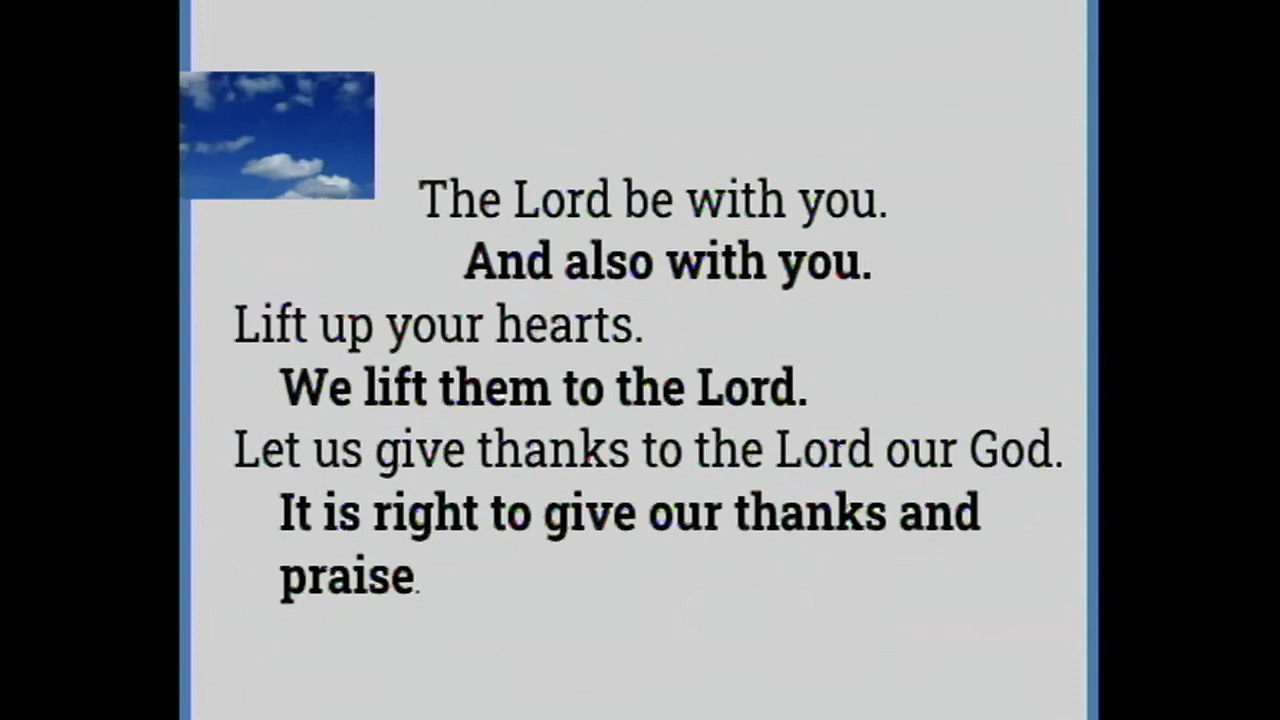 The Lord be with you.
And also with you.
Lift up your hearts.
We lift them to the Lord.
Let us give thanks to the Lord our God.
It is right to give our thanks and
praise.